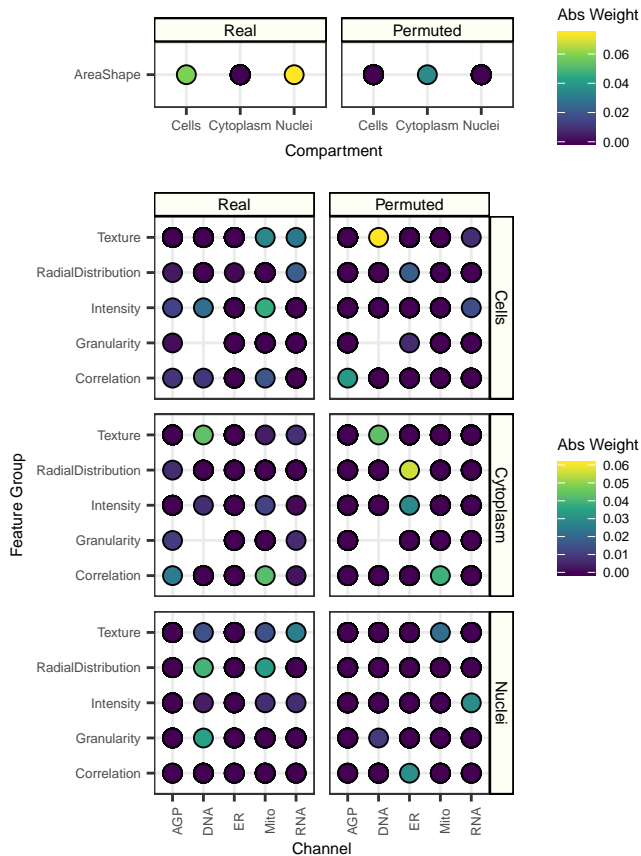 Abs Weight
Real Permuted
0.06
0.04
0.02
0.00
AreaShape
Cells Cytoplasm Nuclei Cells Cytoplasm Nuclei
Compartment
Real Permuted
Texture
RadialDistribution
Intensity
Granularity
Correlation
Cells
Texture
RadialDistribution
Intensity
Granularity
Correlation
Cytoplasm
Feature Group
Abs Weight
0.06
0.05
0.04
0.03
0.02
0.01
0.00
Texture
RadialDistribution
Intensity
Granularity
Correlation
Nuclei
AGP DNA ER Mito RNA AGP DNA ER Mito RNA
Channel